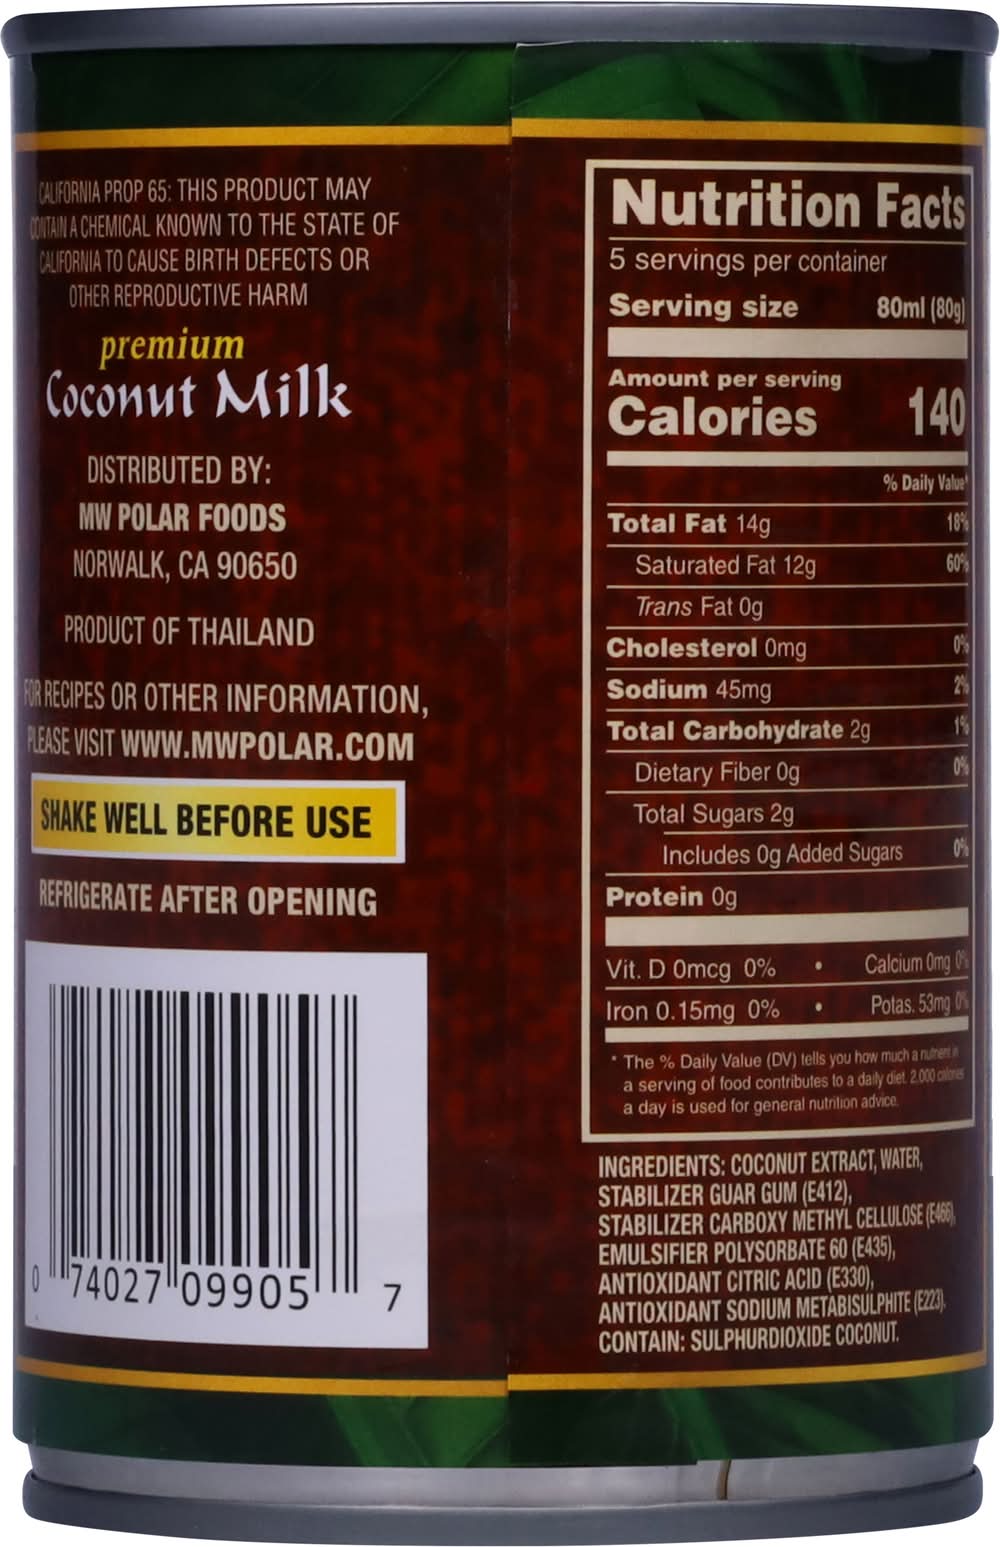 CALIFORNIA PROP 65: THIS PRODUCT MAY
CONTAIN A CHEMICAL KNOWN TO THE STATE OF
CALIFORNIA TO CAUSE BIRTH DEFECTS OR
OTHER REPRODUCTIVE HARM
premium
Coconut Milk
DISTRIBUTED BY:
MW POLAR FOODS
NORWALK, CA 90650
PRODUCT OF THAILAND
FOR RECIPES OR OTHER INFORMATION,
PLEASE VISIT WWW.MWPOLAR.COM
SHAKE WELL BEFORE USE
REFRIGERATE AFTER OPENING
0 74027 09905 7
Nutrition Facts
5 servings per container
Serving size 80ml (80g)
Amount per serving
Calories 140
% Daily Value*
Total Fat 14g 18%
Saturated Fat 12g 60%
Trans Fat 0g
Cholesterol 0mg 0%
Sodium 45mg 2%
Total Carbohydrate 2g 1%
Dietary Fiber 0g 0%
Total Sugars 2g
Includes 0g Added Sugars 0%
Protein 0g
Vit. D 0mcg 0% • Calcium 0mg 0%
Iron 0.15mg 0% • Potas. 53mg 0%
* The % Daily Value (DV) tells you how much a nutrient in
a serving of food contributes to a daily diet. 2,000 calories
a day is used for general nutrition advice.
INGREDIENTS: COCONUT EXTRACT, WATER,
STABILIZER GUAR GUM (E412),
STABILIZER CARBOXY METHYL CELLULOSE (E466),
EMULSIFIER POLYSORBATE 60 (E435),
ANTIOXIDANT CITRIC ACID (E330),
ANTIOXIDANT SODIUM METABISULPHITE (E223).
CONTAIN: SULPHURDIOXIDE COCONUT.